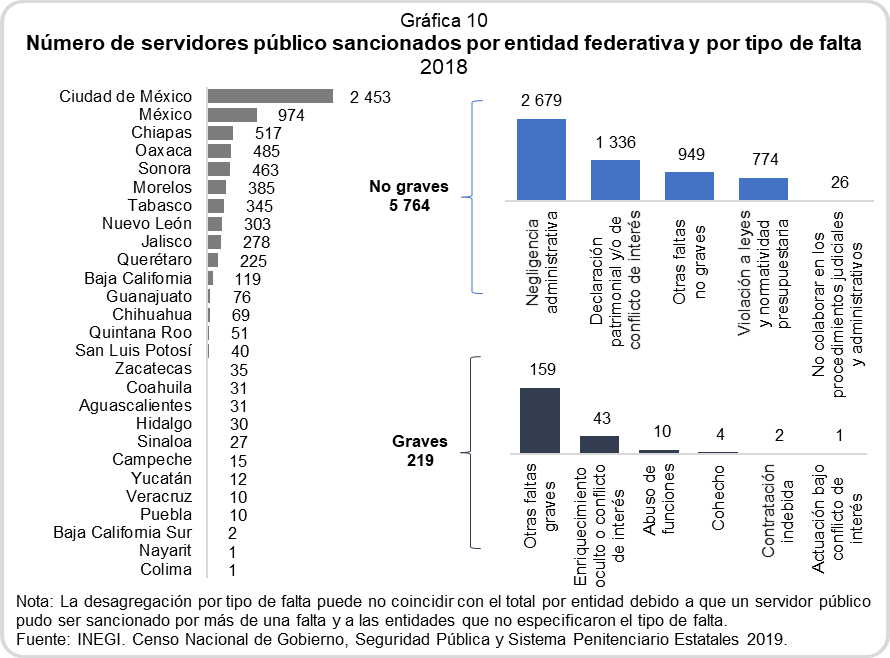 Gráfica 10
Número de servidores público sancionados por entidad federativa y por tipo de falta
2018
Ciudad de México 2 453
México 974
Chiapas 517
Oaxaca 485
Sonora 463
Morelos 385
Tabasco 345
Nuevo León 303
Jalisco 278
Querétaro 225
Baja California 119
Guanajuato 76
Chihuahua 69
Quintana Roo 51
San Luis Potosí 40
Zacatecas 35
Coahuila 31
Aguascalientes 31
Hidalgo 30
Sinaloa 27
Campeche 15
Yucatán 12
Veracruz 10
Puebla 10
Baja California Sur 2
Nayarit 1
Colima 1
No graves
5 764
2 679
1 336
949
774
26
Negligencia
administrativa
Declaración
patrimonial y/o de
conflicto de interés
Otras faltas
no graves
Violación a leyes
y normatividad
presupuestaria
No colaborar en los
procedimientos judiciales
y administrativos
Graves
219
159
43
10
4
2
1
Otras faltas
graves
Enriquecimiento
oculto o conflicto
de interés
Abuso de
funciones
Cohecho
Contratación
indebida
Actuación bajo
conflicto de
interés
Nota: La desagregación por tipo de falta puede no coincidir con el total por entidad debido a que un servidor público
pudo ser sancionado por más de una falta y a las entidades que no especificaron el tipo de falta.
Fuente: INEGI. Censo Nacional de Gobierno, Seguridad Pública y Sistema Penitenciario Estatales 2019.